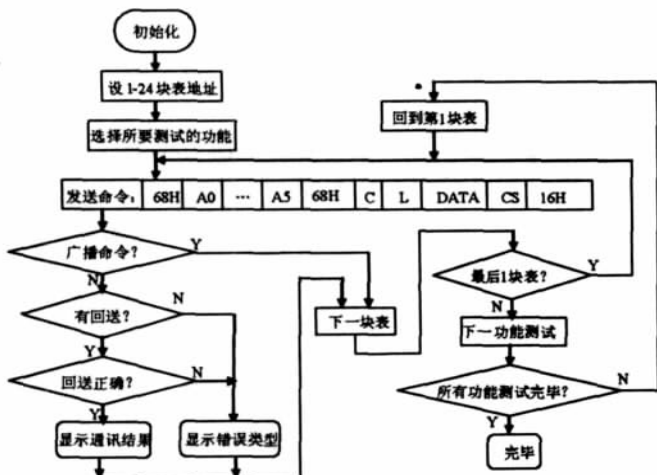 初始化
设1-24块表地址
选择所要测试的功能
回到第1块表
发送命令： 68H A0 … A5 68H C L DATA CS 16H
广播命令？
Y
N
最后1块表？
Y
N
有回送？
N
Y
下一块表
下一功能测试
回送正确？
N
Y
所有功能测试完毕？
N
Y
显示通讯结果
显示错误类型
完毕